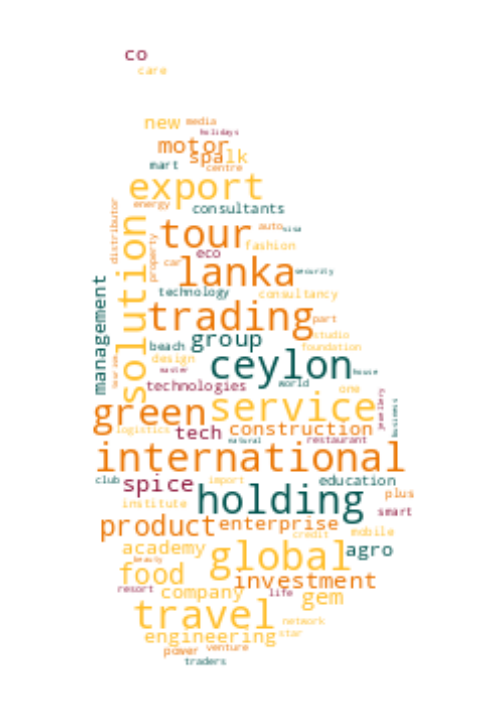 co
care
new media
holidays
motor
spa lk
mart centre
export
energy
distributor
consultants
tour auto visa
fashion
property
eco
car
lanka security
solution
technology consultancy
management
trading part
studio
group
beach foundation
design
ceylon house
master
technologies world one
tourism
jewellery
business
green service
logistics tech construction
natural restaurant
international
club spice import education
holding plus
institute smart
product enterprise
credit mobile
academy global agro
beauty
food investment
resort company life gem
travel network
engineering star
power venture
traders